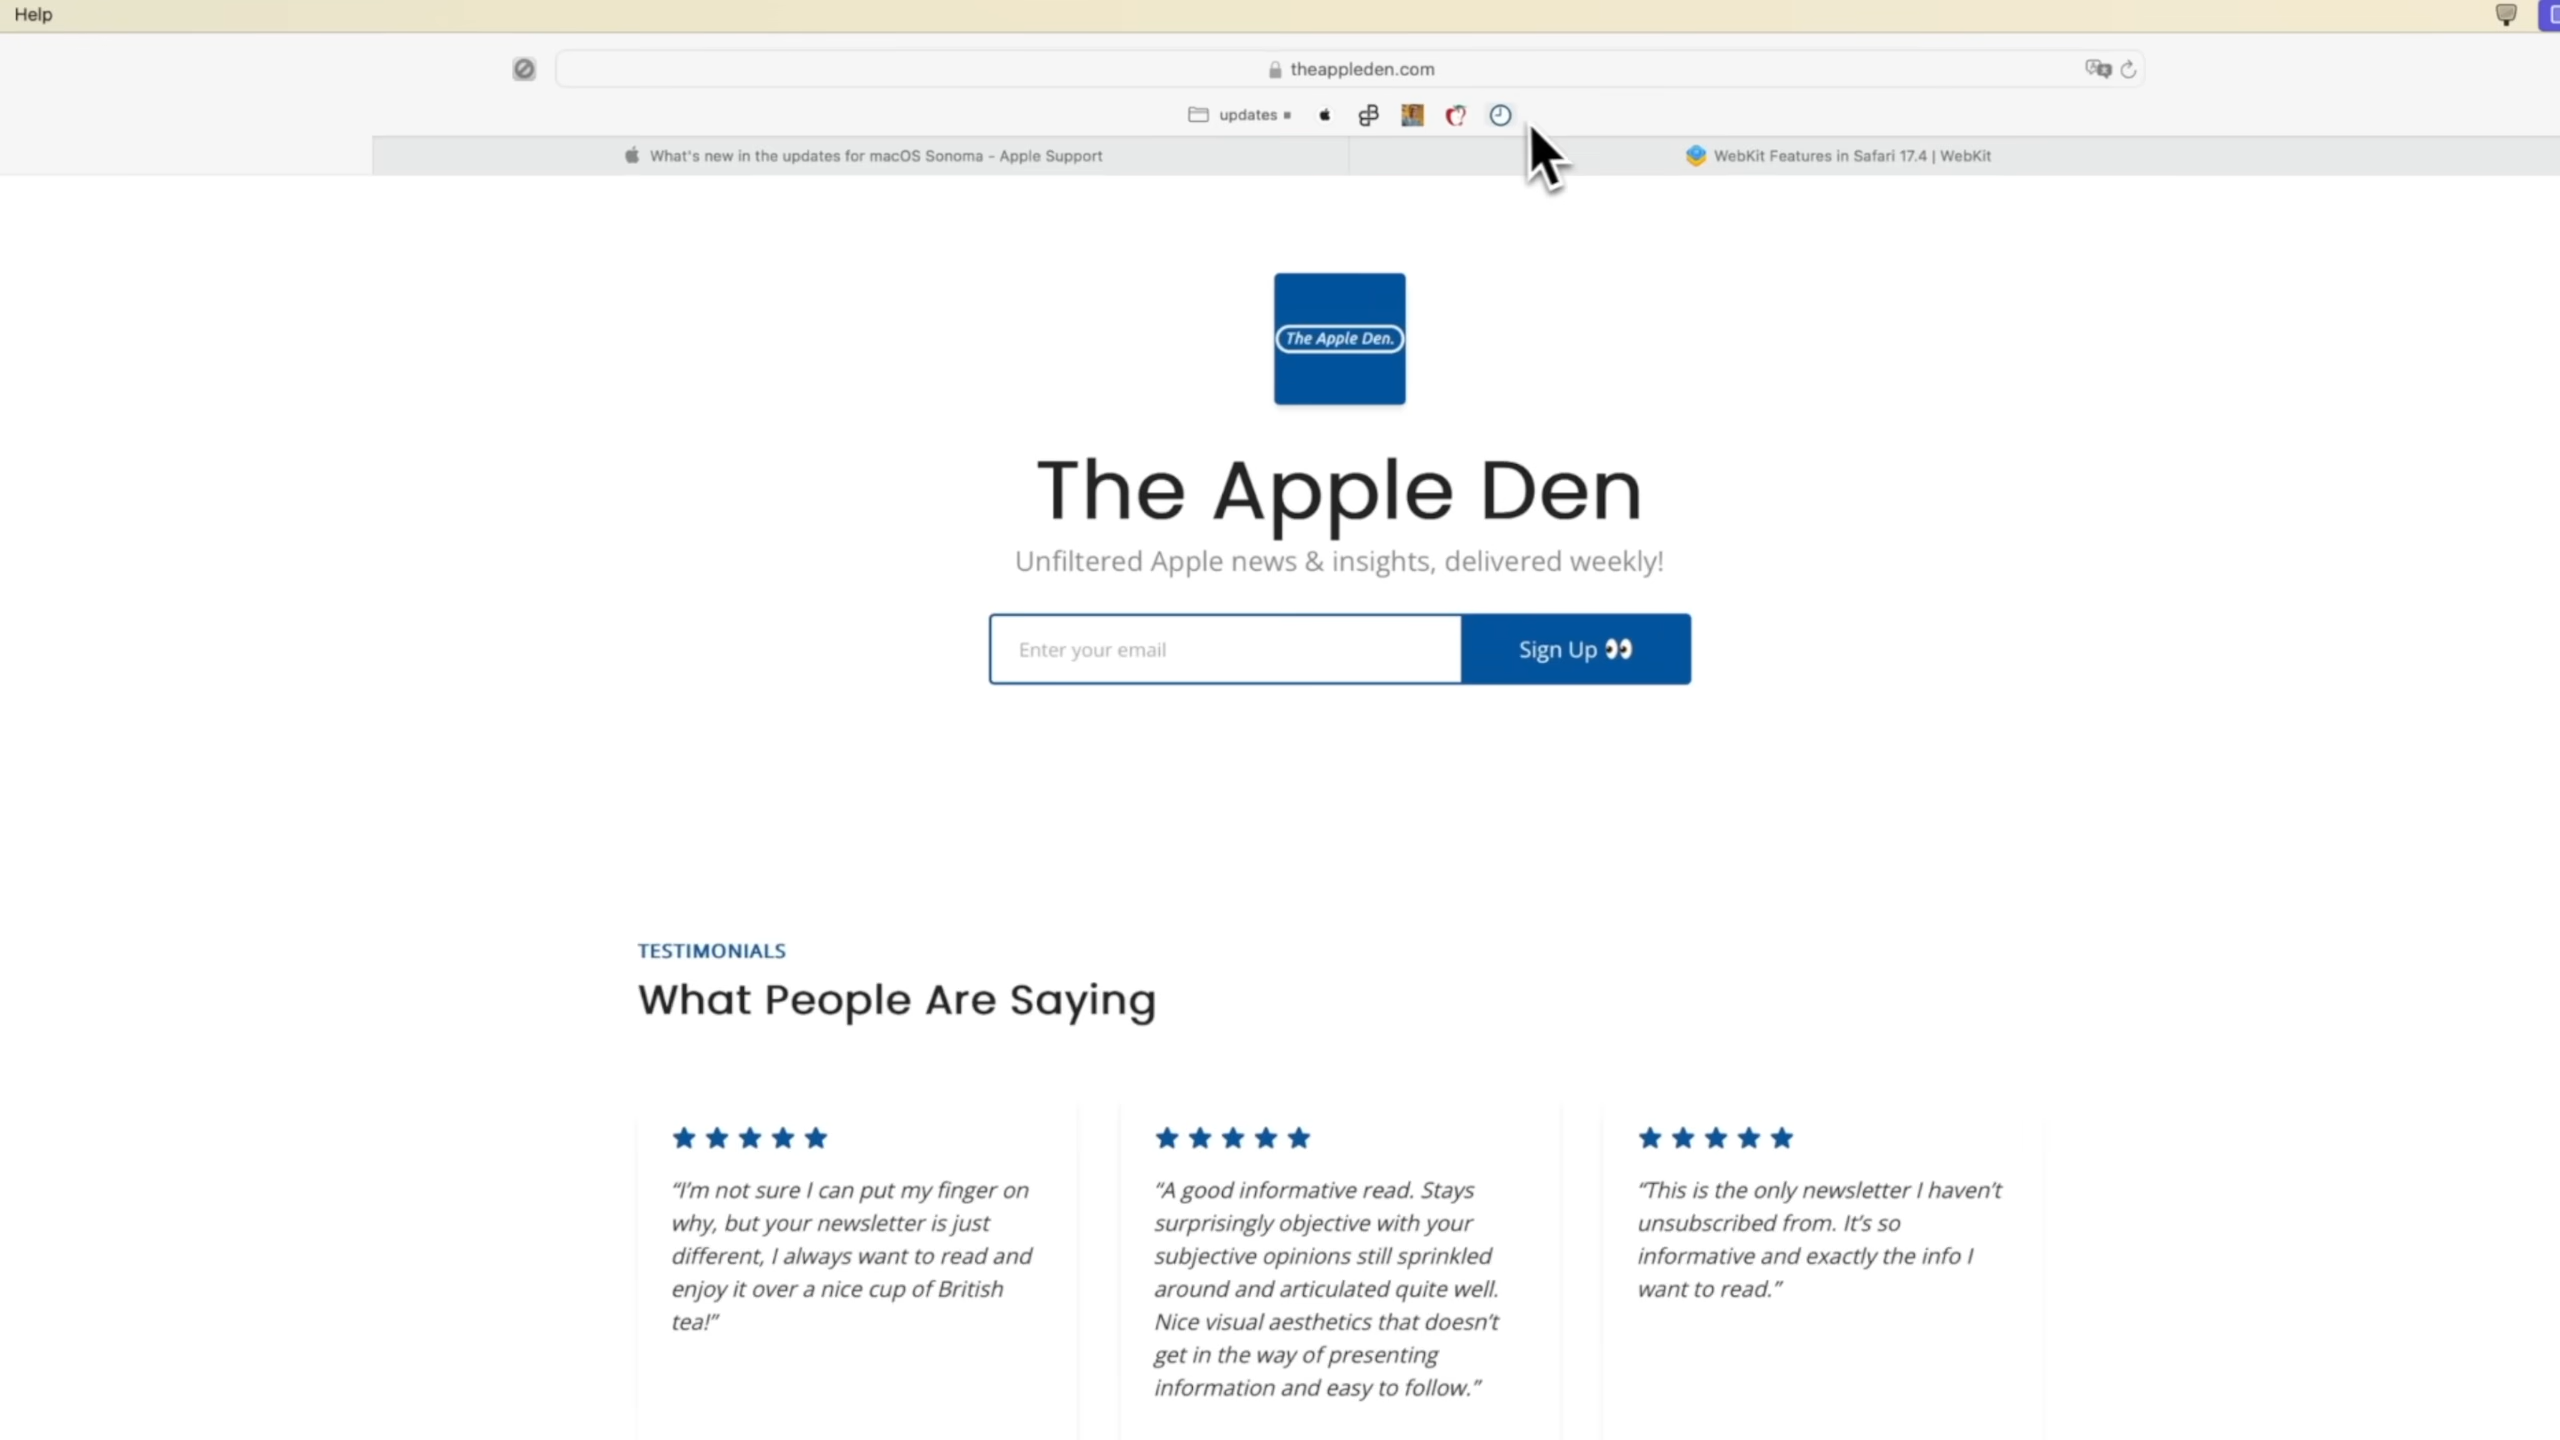 Help
theappleden.com
updates
What's new in the updates for macOS Sonoma - Apple Support
WebKit Features in Safari 17.4 | WebKit
The Apple Den.
The Apple Den
Unfiltered Apple news & insights, delivered weekly!
Enter your email
Sign Up 👀
TESTIMONIALS
What People Are Saying
“I’m not sure I can put my finger on
why, but your newsletter is just
different, I always want to read and
enjoy it over a nice cup of British
tea!”
“A good informative read. Stays
surprisingly objective with your
subjective opinions still sprinkled
around and articulated quite well.
Nice visual aesthetics that doesn’t
get in the way of presenting
information and easy to follow.”
“This is the only newsletter I haven’t
unsubscribed from. It’s so
informative and exactly the info I
want to read.”